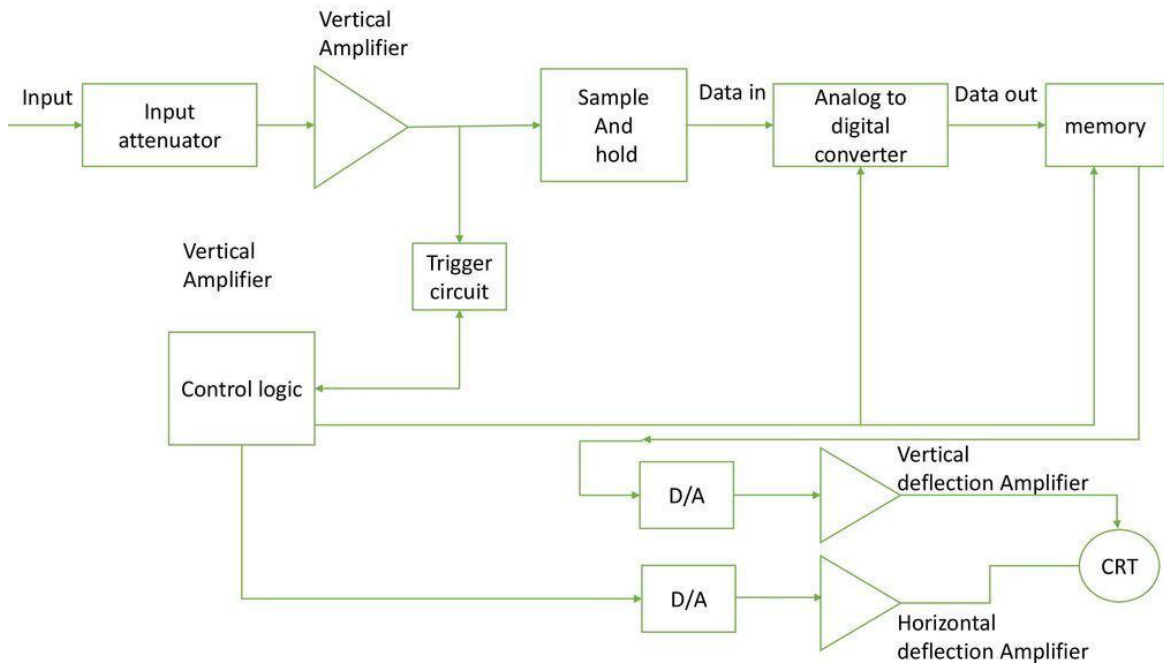 Vertical
Amplifier
Input
Input
attenuator
Sample
And
hold
Data in
Analog to
digital
converter
Data out
memory
Vertical
Amplifier
Trigger
circuit
Control logic
D/A
Vertical
deflection Amplifier
CRT
D/A
Horizontal
deflection Amplifier